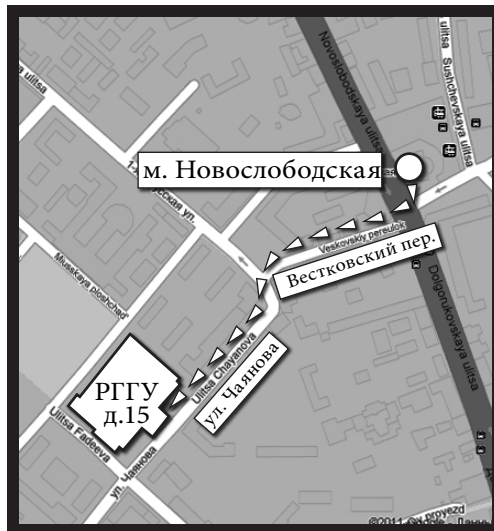 Novoslobodskaya ulitsa
Sushchevskaya ulitsa
м. Новослободская
Veskovskiy pereulok
Вестковский пер.
Dolgorukovskaya ulitsa
Miusskaya ploshchad'
Ulitsa Chayanova
ул. Чаянова
РГГУ
д.15
Ulitsa Fadeeva
ул. Чаянова